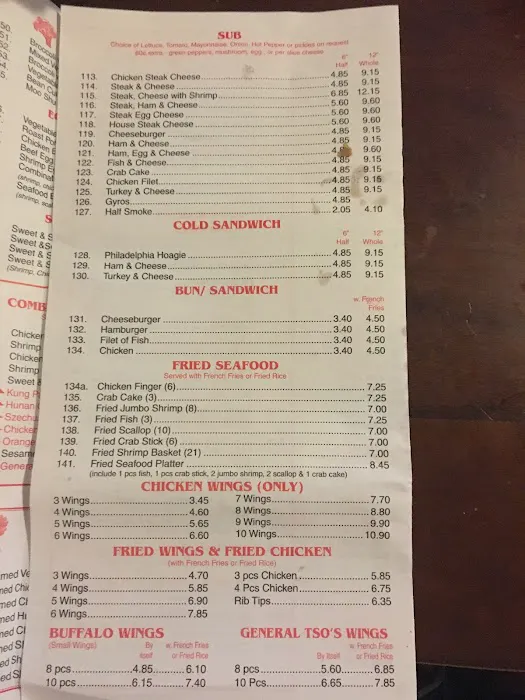 SUB
Choice of Lettuce, Tomato, Mayonnaise, Onion, Hot Pepper or pickles on request
6" 12"
Half Whole
113. Chicken Steak Cheese 4.85 9.15
114. Steak & Cheese 4.85 9.15
115. Steak, Cheese with Shrimp 6.85 12.15
116. Steak, Ham & Cheese 5.60 9.60
117. Steak Egg Cheese 5.60 9.60
118. House Steak Cheese 5.60 9.60
119. Cheeseburger 4.85 9.15
120. Ham & Cheese 4.85 9.15
121. Ham, Egg & Cheese 9.60
122. Fish & Cheese 4.85 9.15
123. Crab Cake 4.85 9.15
124. Chicken Filet 4.85 9.15
125. Turkey & Cheese 4.85 9.15
126. Gyros 4.85
127. Half Smoke 2.05 4.10
COLD SANDWICH
6" 12"
Half Whole
128. Philadelphia Hoagie 4.85 9.15
129. Ham & Cheese 4.85 9.15
130. Turkey & Cheese 4.85 9.15
BUN/ SANDWICH
w. French
Fries
131. Cheeseburger 3.40 4.50
132. Hamburger 3.40 4.50
133. Filet of Fish 3.40 4.50
134. Chicken 3.40 4.50
FRIED SEAFOOD
Served with French Fries or Fried Rice
134a. Chicken Finger (6) 7.25
135. Crab Cake (3) 7.25
136. Fried Jumbo Shrimp (8) 7.00
137. Fried Fish (3) 7.25
138. Fried Scallop (10) 7.00
139. Fried Crab Stick (6) 7.00
140. Fried Shrimp Basket (21) 7.00
141. Fried Seafood Platter 8.45
(include 1 pcs fish, 1 pcs crab stick, 2 jumbo shrimp, 2 scallop & 1 crab cake)
CHICKEN WINGS (ONLY)
3 Wings 3.45 7 Wings 7.70
4 Wings 4.60 8 Wings 8.80
5 Wings 5.65 9 Wings 9.90
6 Wings 6.60 10 Wings 10.90
FRIED WINGS & FRIED CHICKEN
(with French Fries or Fried Rice)
3 Wings 4.70 3 pcs Chicken 5.85
4 Wings 5.85 4 Pcs Chicken 6.75
5 Wings 6.90 Rib Tips 6.35
6 Wings 7.85
BUFFALO WINGS GENERAL TSO'S WINGS
(Small Wings) By Itself w. French Fries or Fried Rice By Itself w. French Fries or Fried Rice
8 pcs 4.85 6.10 8 pcs 5.60 6.85
10 pcs 6.15 7.40 10 Pcs 6.65 7.85